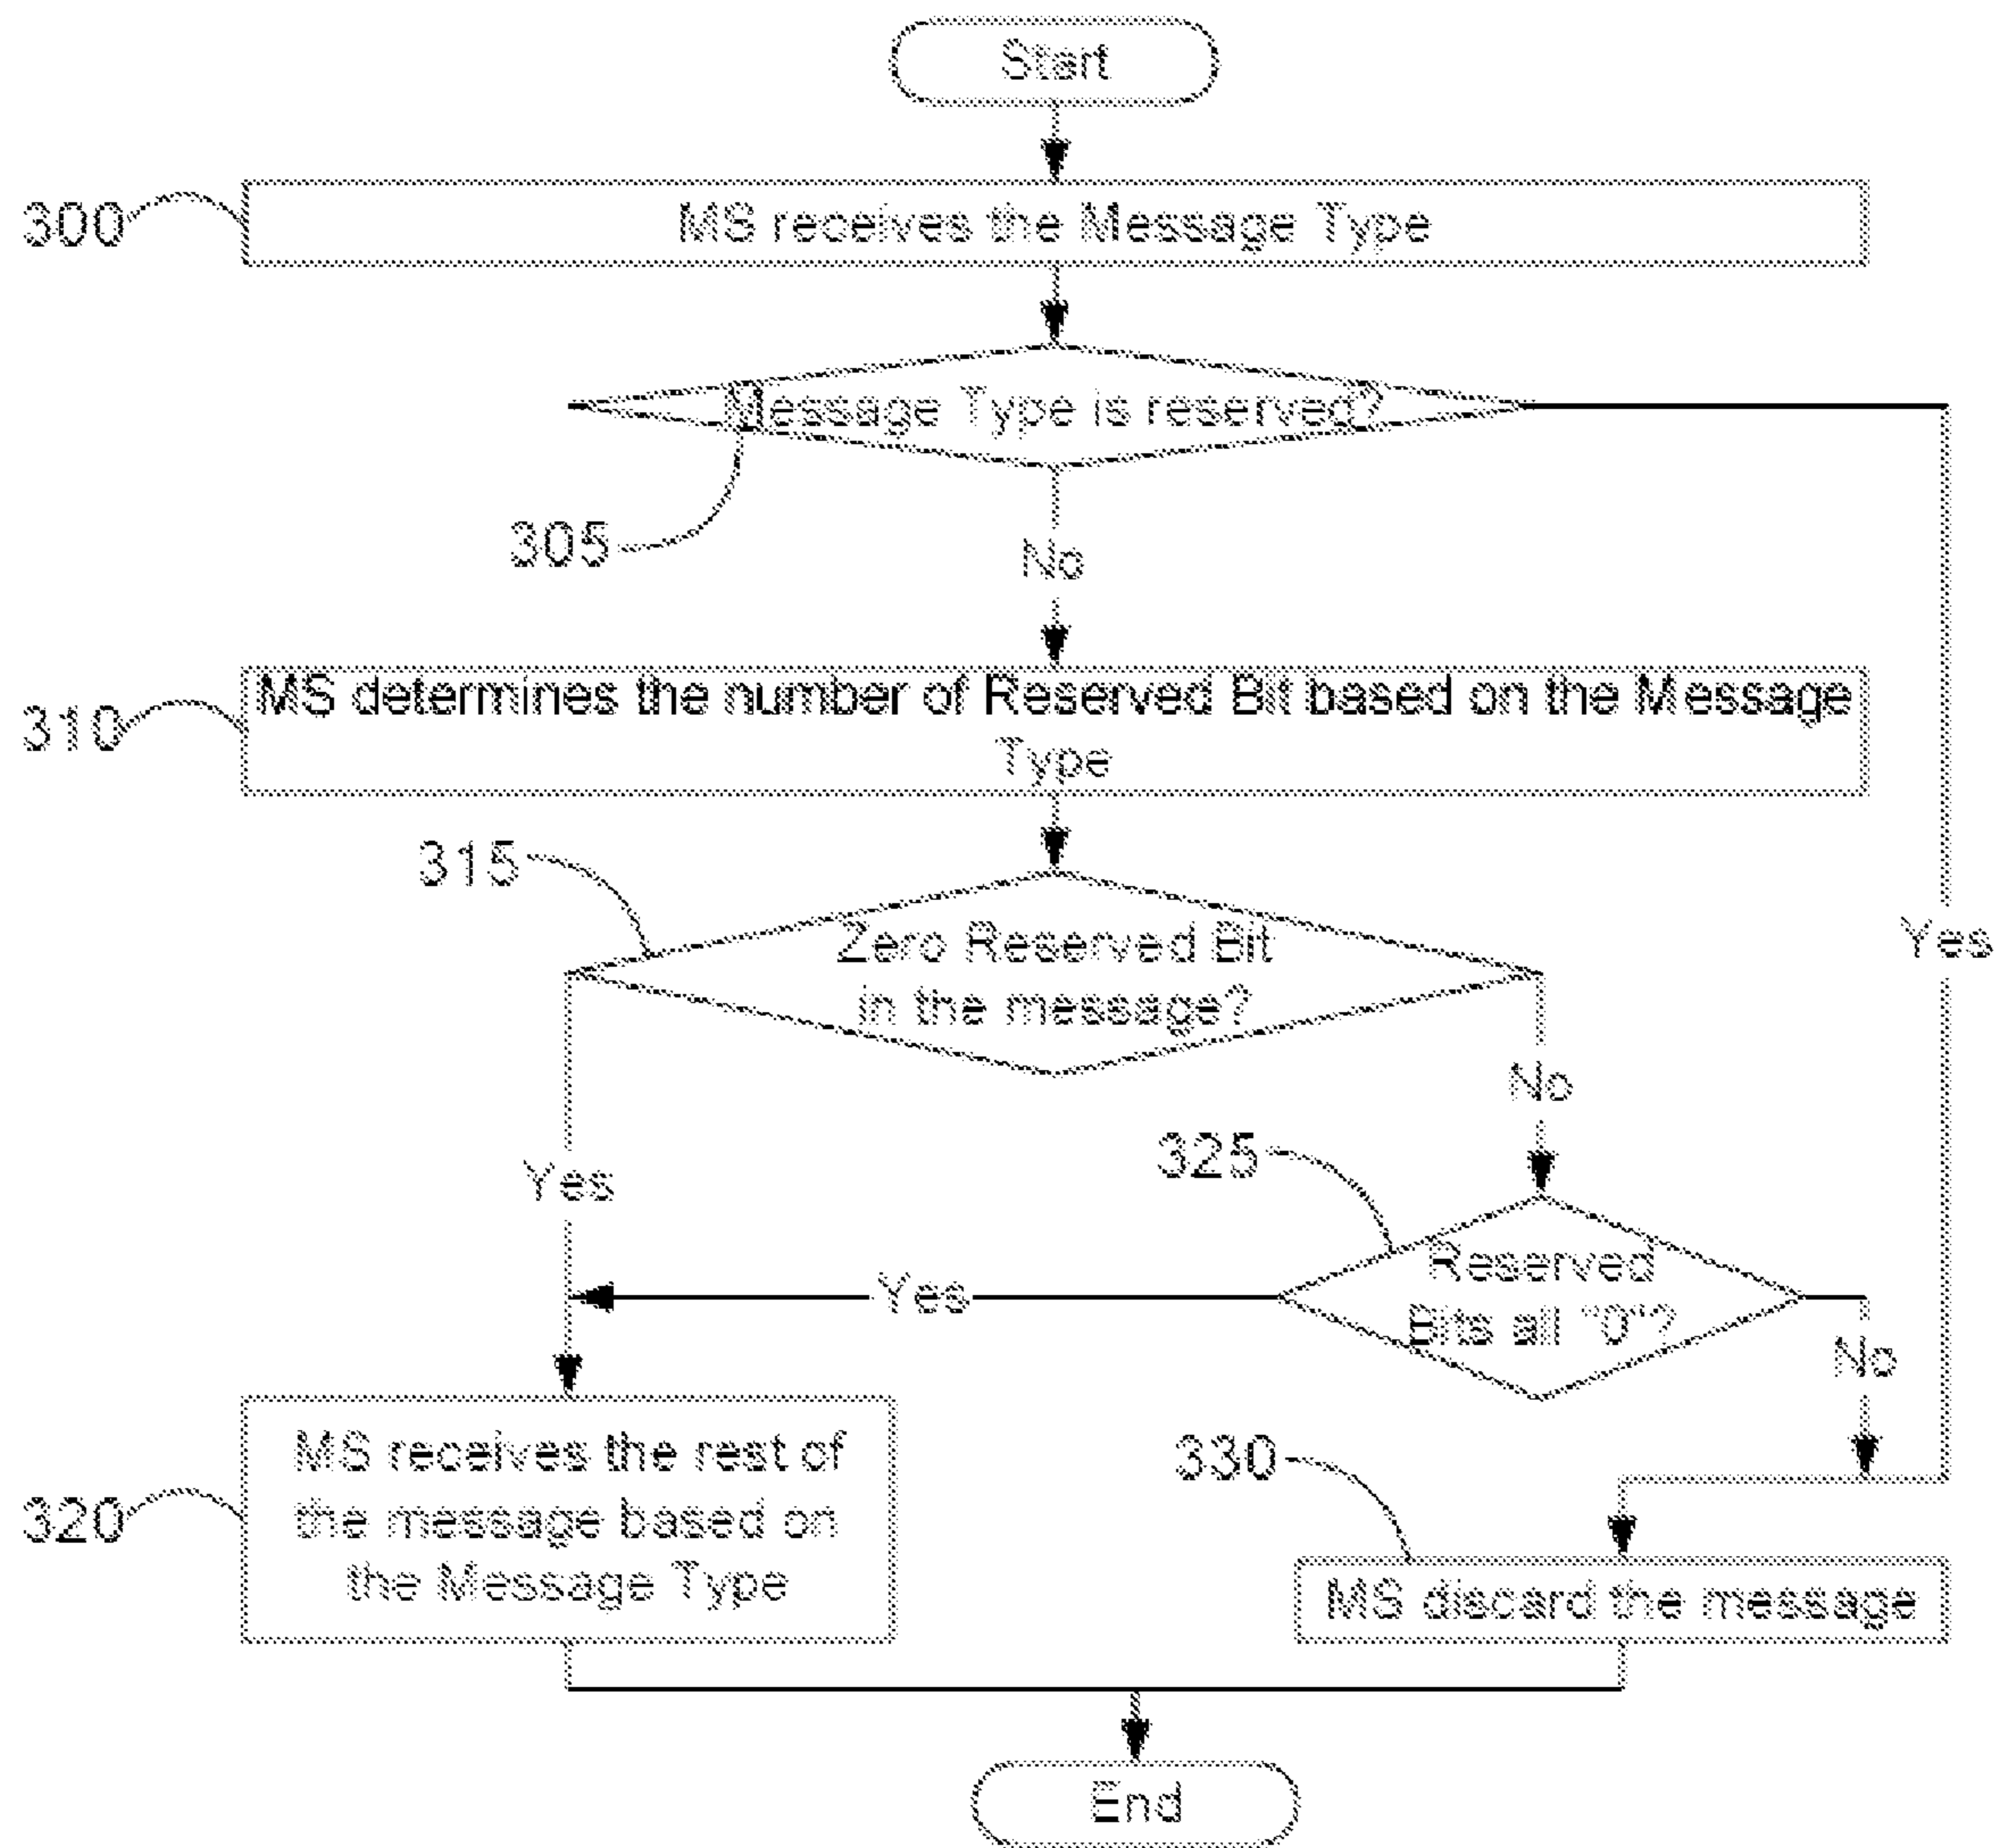 Start
300
MS receives the Message Type
Message Type is reserved?
305
No
310
MS determines the number of Reserved Bit based on the Message
Type
315
Zero Reserved Bit
in the message?
Yes
No
325
Yes
Reserved
Bits all "0"?
Yes
No
320
MS receives the rest of
the message based on
the Message Type
330
MS discard the message
End